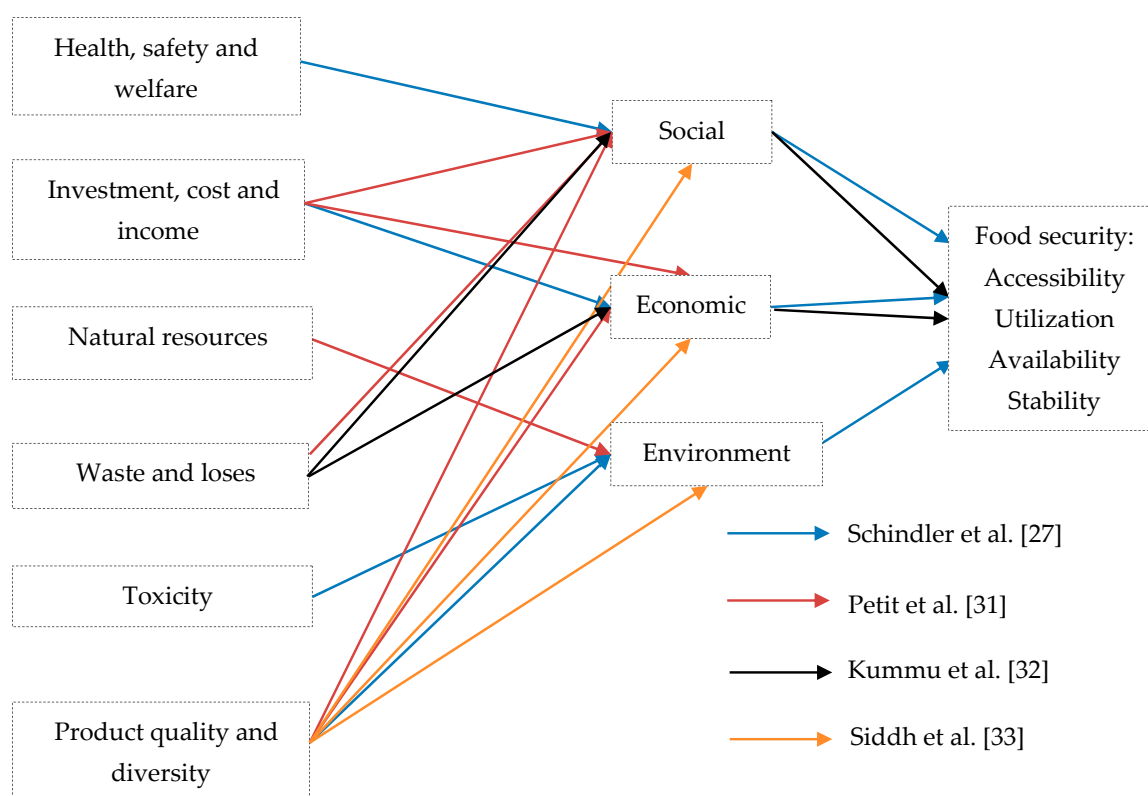 Health, safety and
welfare
Investment, cost and
income
Natural resources
Waste and loses
Toxicity
Product quality and
diversity
Social
Economic
Environment
Food security:
Accessibility
Utilization
Availability
Stability
Schindler et al. [27]
Petit et al. [31]
Kummu et al. [32]
Siddh et al. [33]